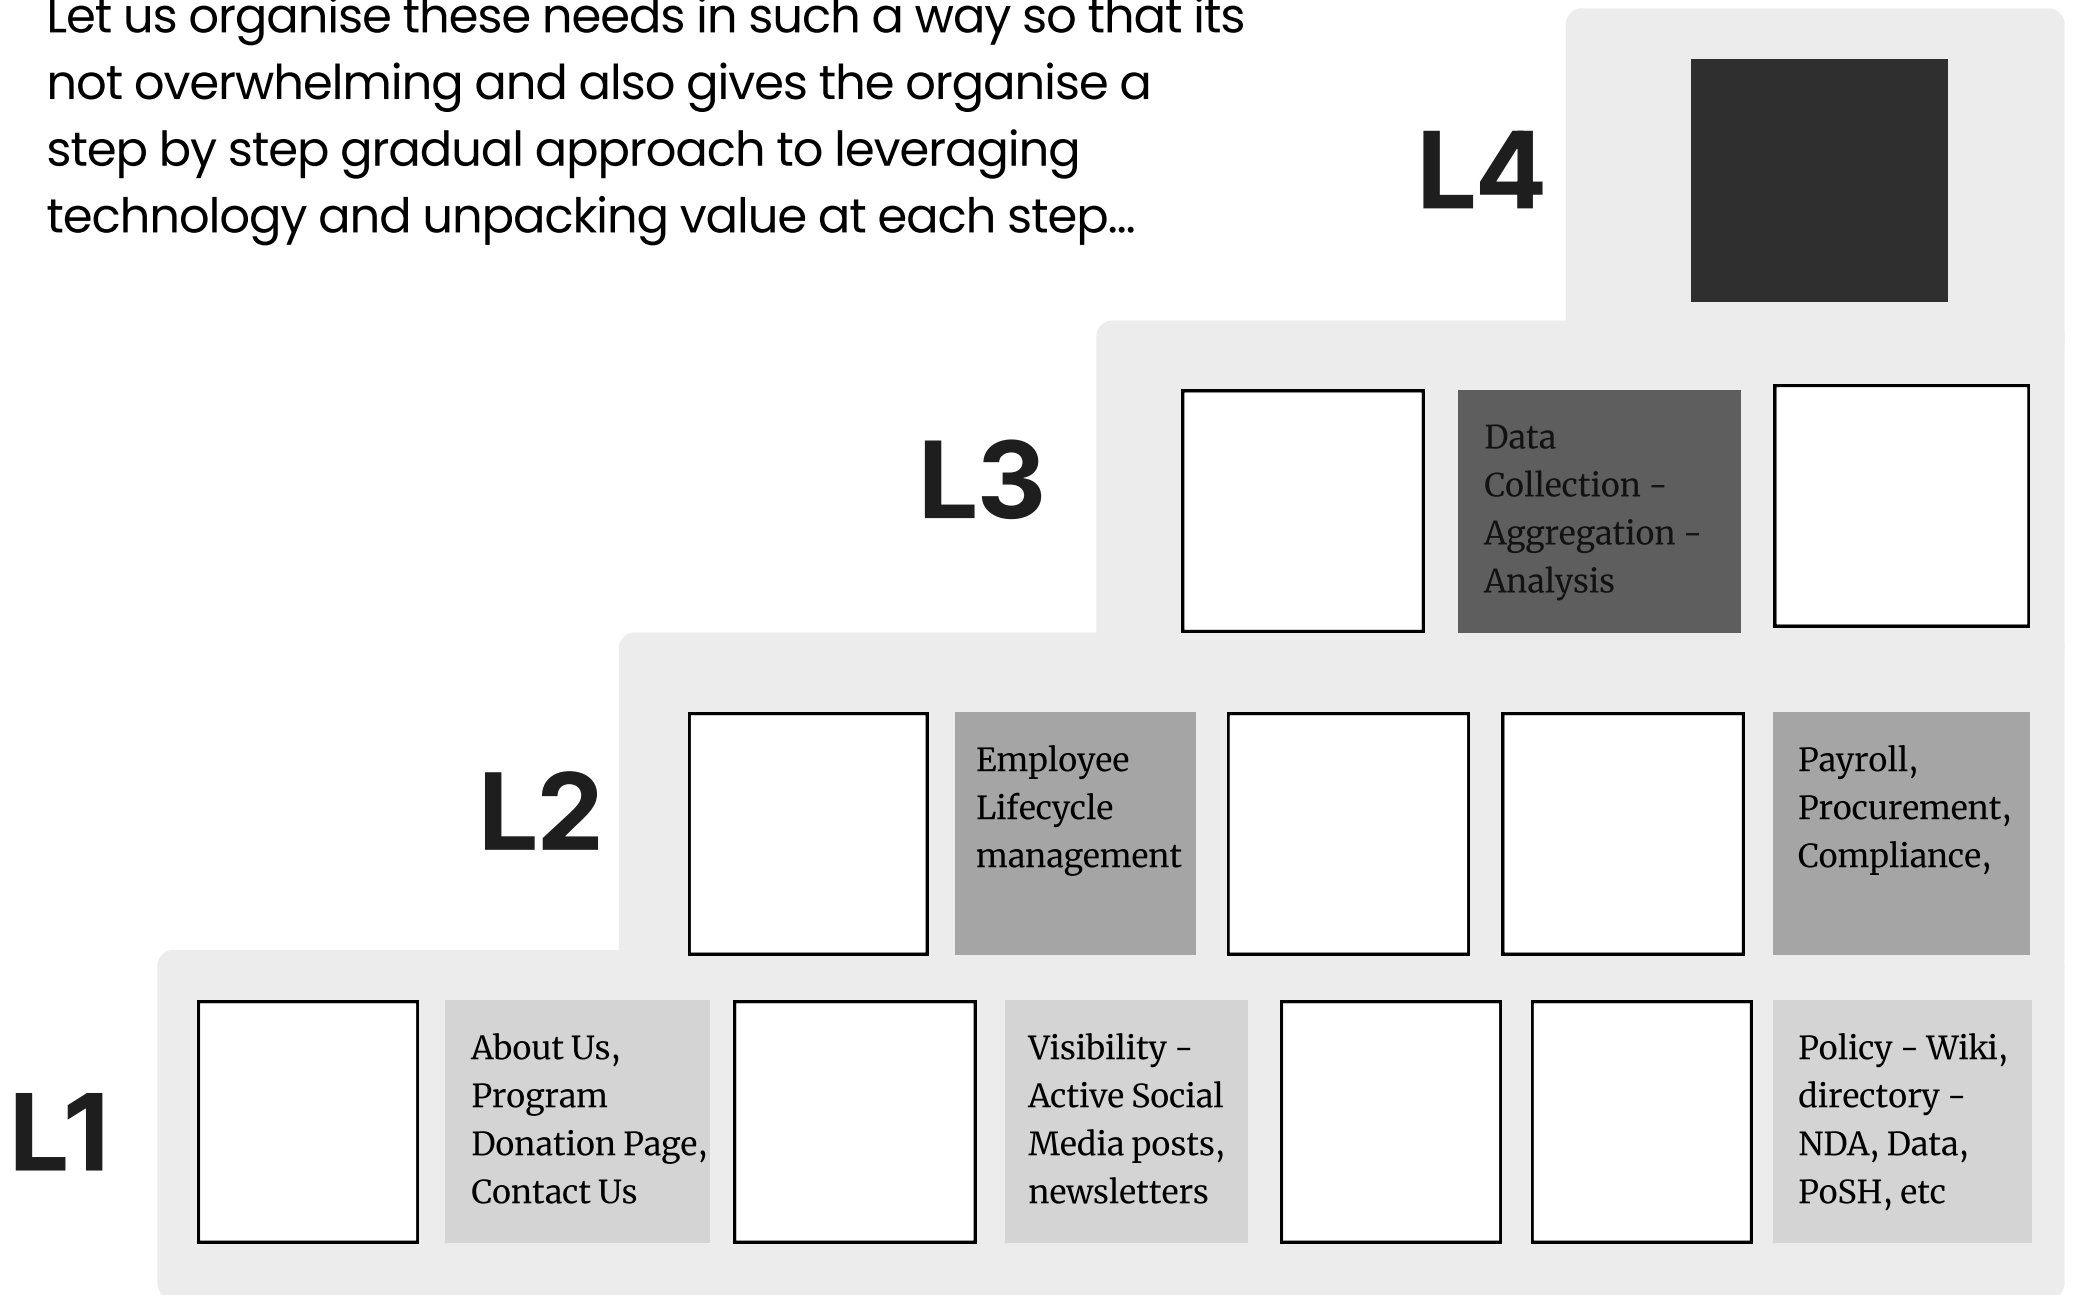 Let us organise these needs in such a way so that its
not overwhelming and also gives the organise a
step by step gradual approach to leveraging
technology and unpacking value at each step...
L4
L3
Data
Collection -
Aggregation -
Analysis
L2
Employee
Lifecycle
management
Payroll,
Procurement,
Compliance,
L1
About Us,
Program
Donation Page,
Contact Us
Visibility -
Active Social
Media posts,
newsletters
Policy - Wiki,
directory -
NDA, Data,
PoSH, etc